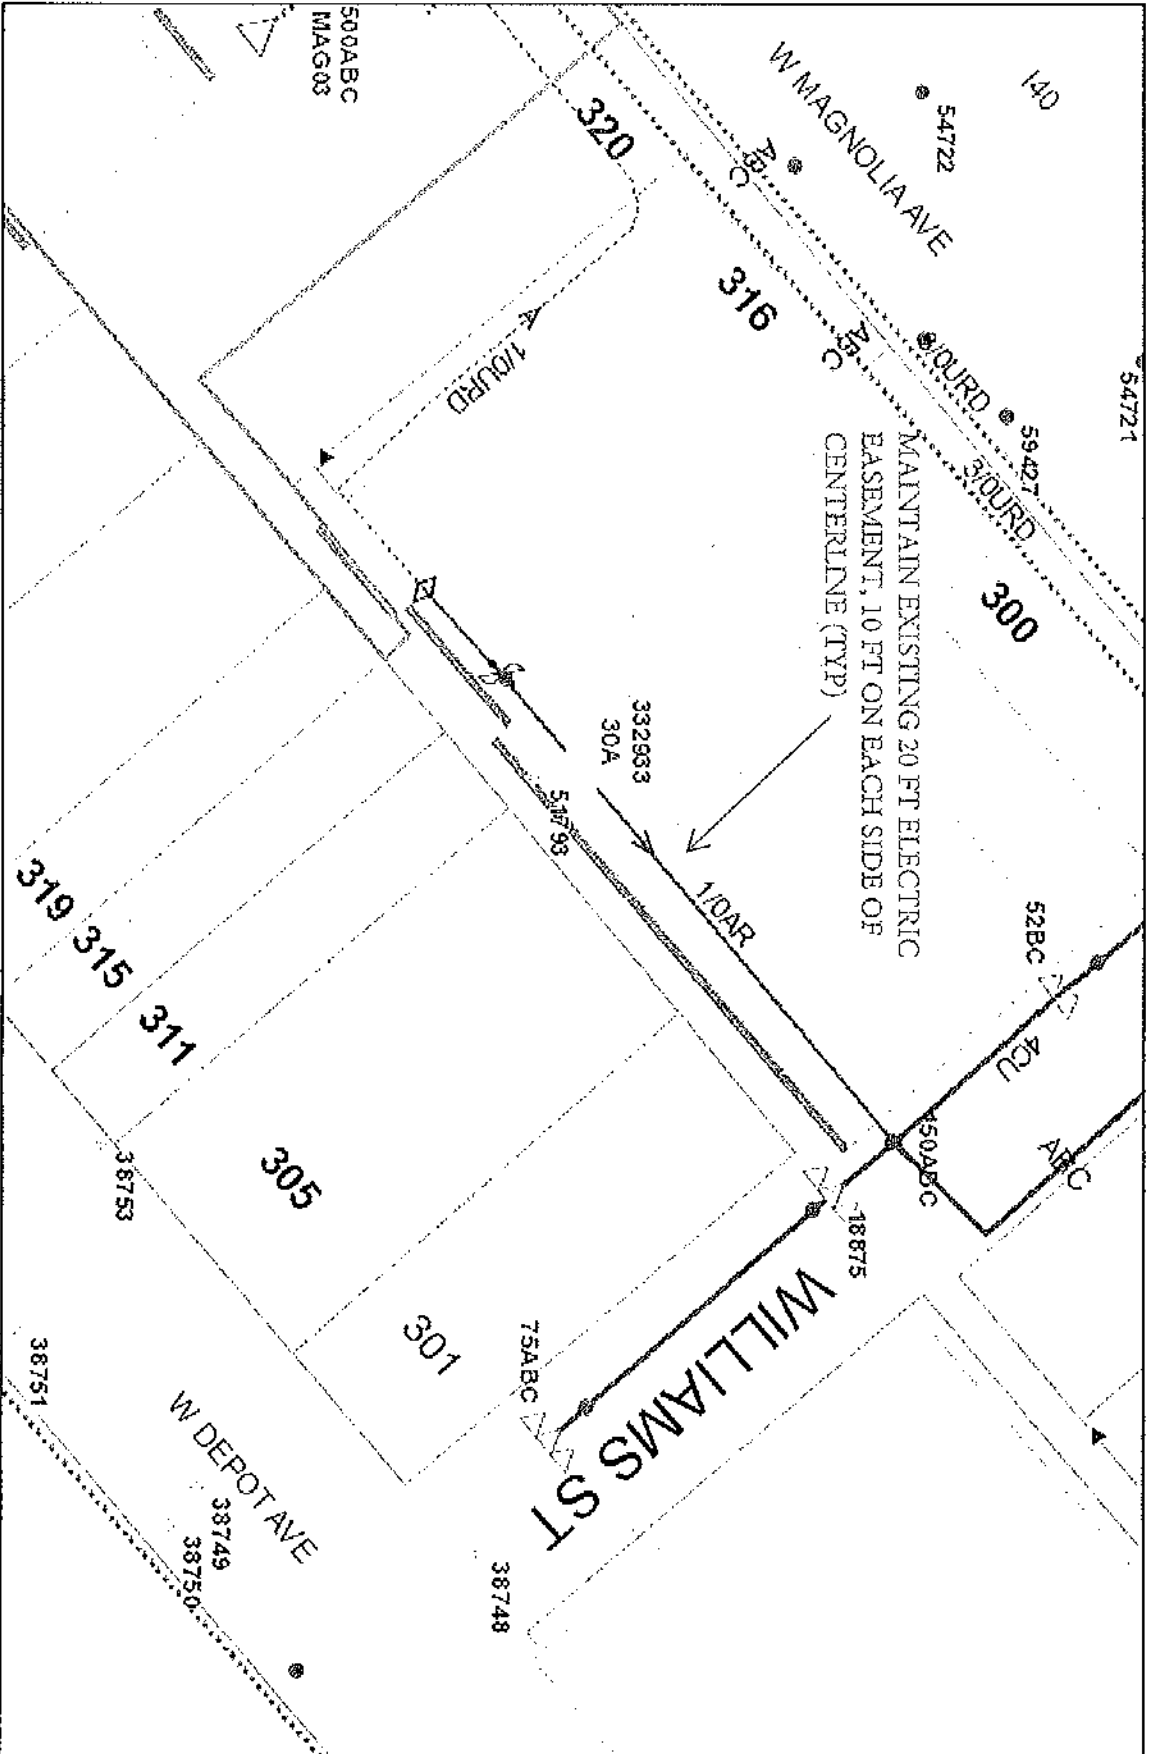 140
W MAGNOLIA AVE
54722
54721
500ABC
MAG03
320
316
300
A
B
C
A
B
C
3/0URD
59427
3/0URD
A
1/0URD
MAINTAIN EXISTING 20 FT ELECTRIC
EASEMENT, 10 FT ON EACH SIDE OF
CENTERLINE (TYP)
332933
30A
1/0AR
52BC
4CU
ABC
18875
WILLIAMS ST
75ABC
319
315
311
305
301
38753
38751
W DEPOT AVE
38749
38750
38748